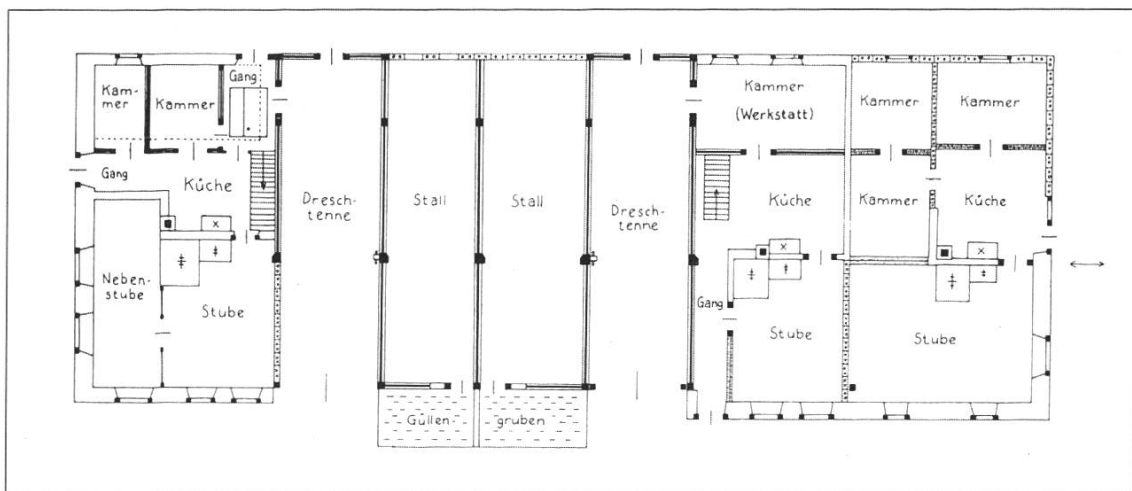 Kam-
mer
Kammer
Gang
Gang
Küche
Neben-
stube
Stube
Dresch-
tenne
Stall
Stall
Güllen-
gruben
Dresch-
tenne
Kammer
(Werkstatt)
Küche
Gang
Stube
Kammer
Kammer
Kammer
Küche
Stube